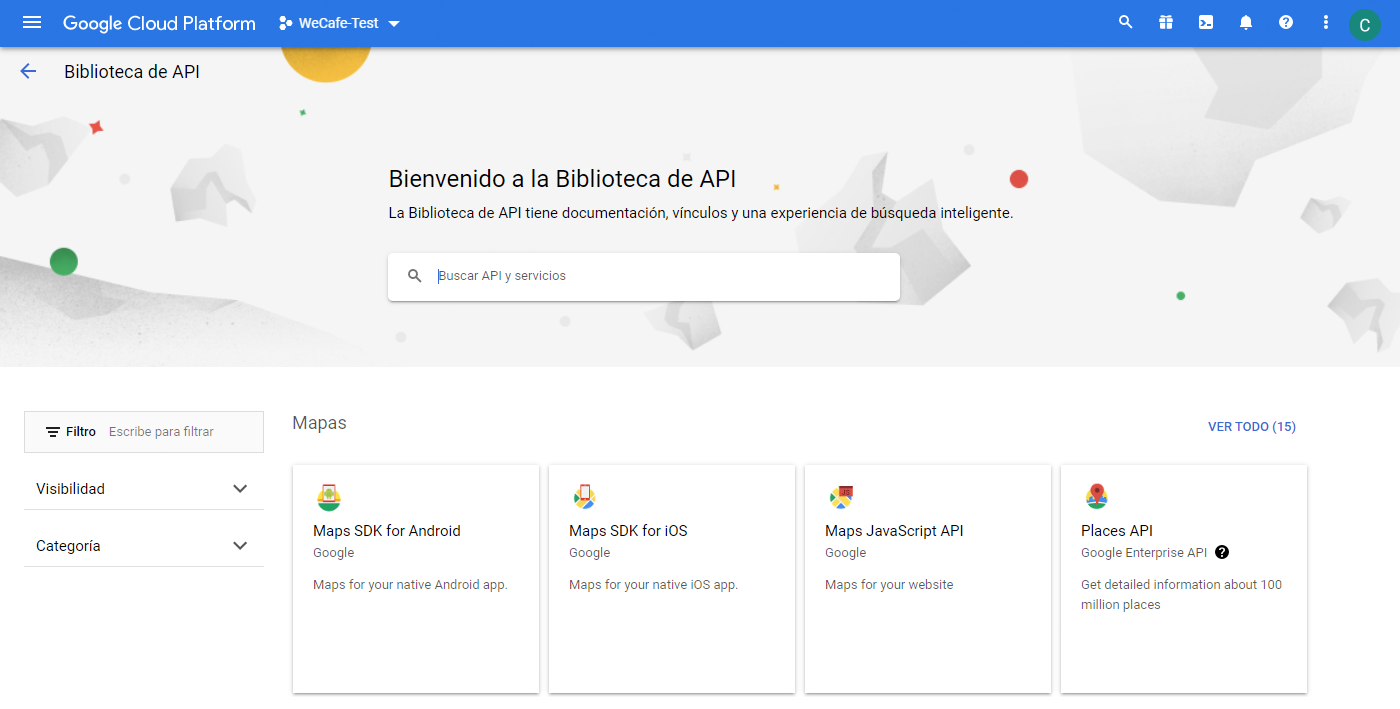 Google Cloud Platform WeCafe-Test C
Biblioteca de API
Bienvenido a la Biblioteca de API
La Biblioteca de API tiene documentación, vínculos y una experiencia de búsqueda inteligente.
Buscar API y servicios
Filtro Escribe para filtrar
Visibilidad
Categoría
Mapas
VER TODO (15)
Maps SDK for Android
Google
Maps for your native Android app.
Maps SDK for iOS
Google
Maps for your native iOS app.
Maps JavaScript API
Google
Maps for your website
Places API
Google Enterprise API
Get detailed information about 100
million places